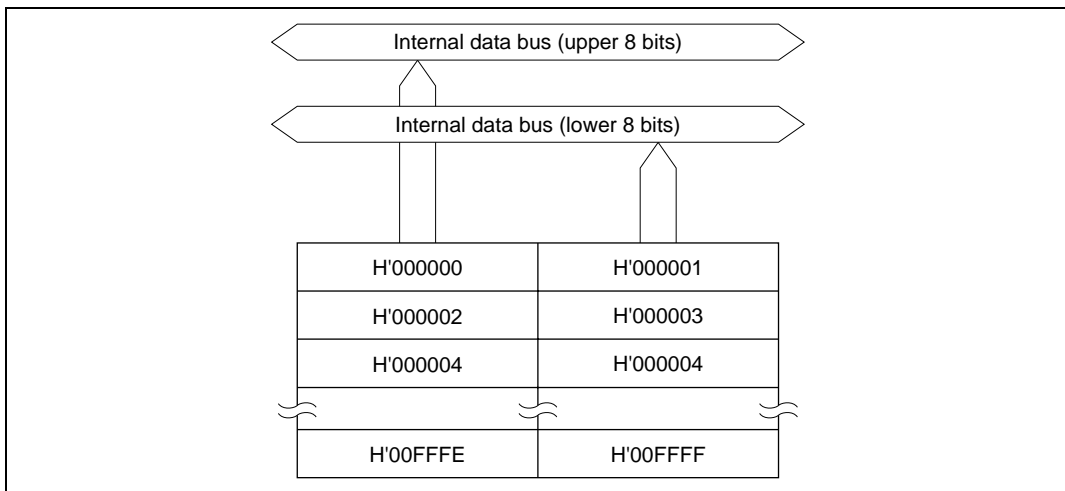 Internal data bus (upper 8 bits)
Internal data bus (lower 8 bits)
H'000000 H'000001
H'000002 H'000003
H'000004 H'000004
H'00FFFE H'00FFFF